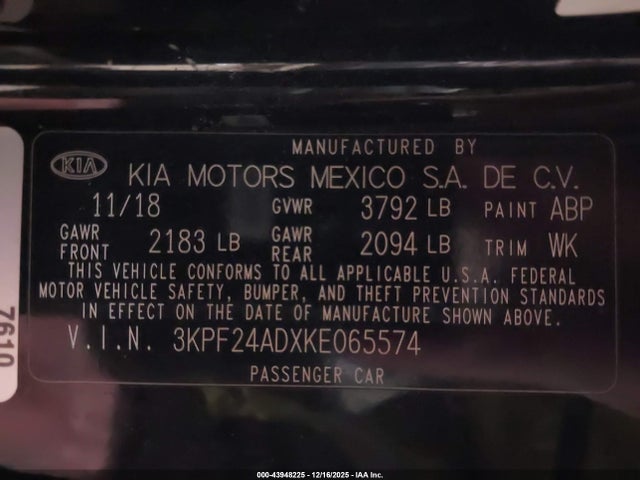 MANUFACTURED BY
KIA KIA MOTORS MEXICO S.A. DE C.V.
11/18 GVWR 3792 LB PAINT ABP
GAWR FRONT 2183 LB GAWR REAR 2094 LB TRIM WK
THIS VEHICLE CONFORMS TO ALL APPLICABLE U.S.A. FEDERAL
MOTOR VEHICLE SAFETY, BUMPER, AND THEFT PREVENTION STANDARDS
IN EFFECT ON THE DATE OF MANUFACTURE SHOWN ABOVE.
V.I.N. 3KPF24ADXKE065574
PASSENGER CAR
7610
000-43948225 - 12/16/2025 - IAA Inc.